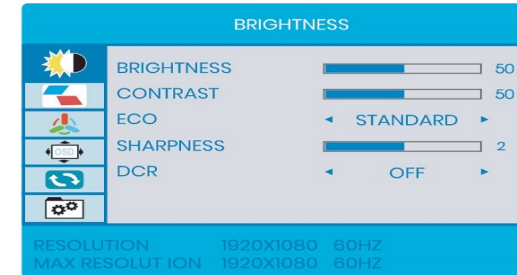 BRIGHTNESS
BRIGHTNESS 50
CONTRAST 50
ECO ◄ STANDARD ►
OSD
SHARPNESS 2
DCR ◄ OFF ►
RESOLUTION 1920X1080 60HZ
MAX RESOLUT ION 1920X1080 60HZ